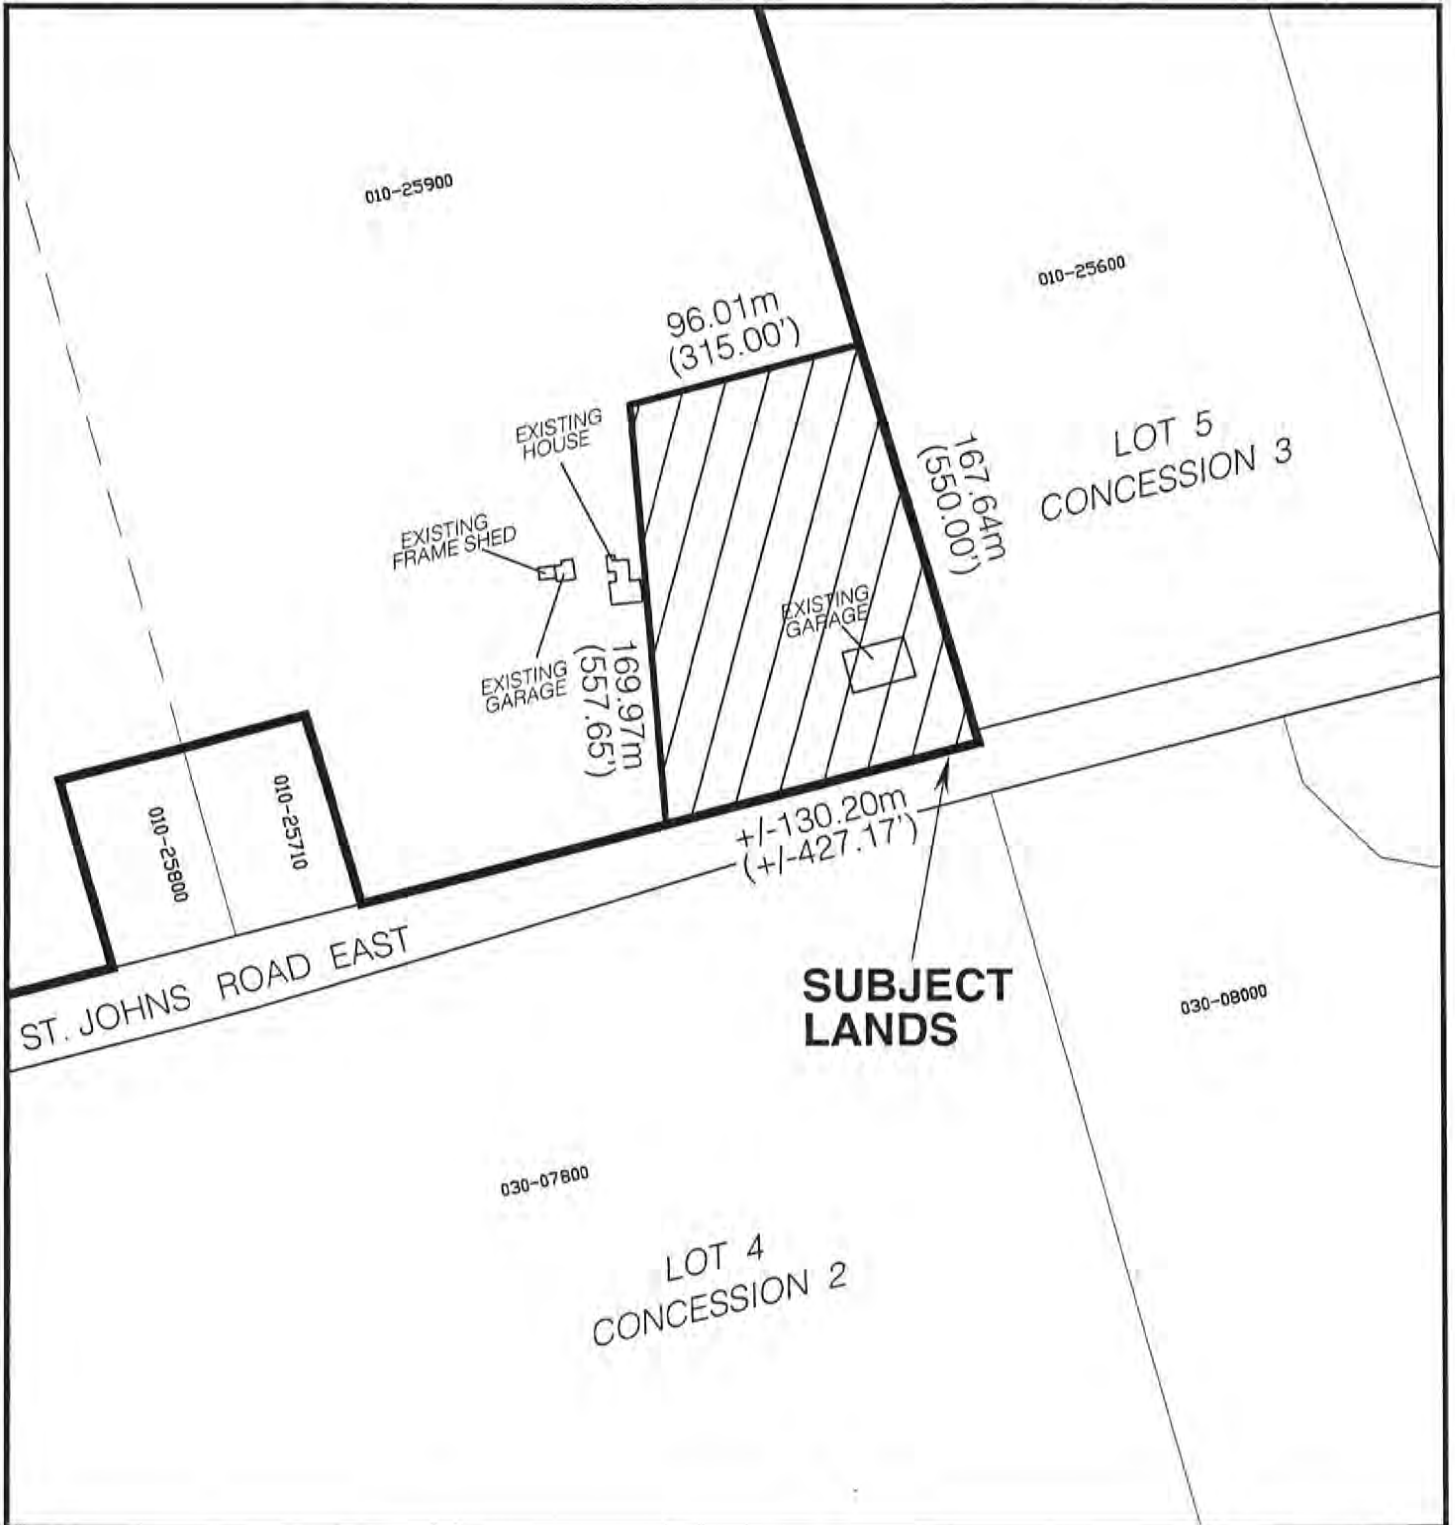 010-25900
010-25600
96.01m
(315.00')
EXISTING
HOUSE
LOT 5
CONCESSION 3
167.64m
(550.00')
EXISTING
FRAME SHED
EXISTING
GARAGE
EXISTING
GARAGE
169.97m
(557.65')
010-25800
010-25710
+/-130.20m
(+/-427.17')
ST. JOHNS ROAD EAST
SUBJECT
LANDS
030-08000
030-07800
LOT 4
CONCESSION 2